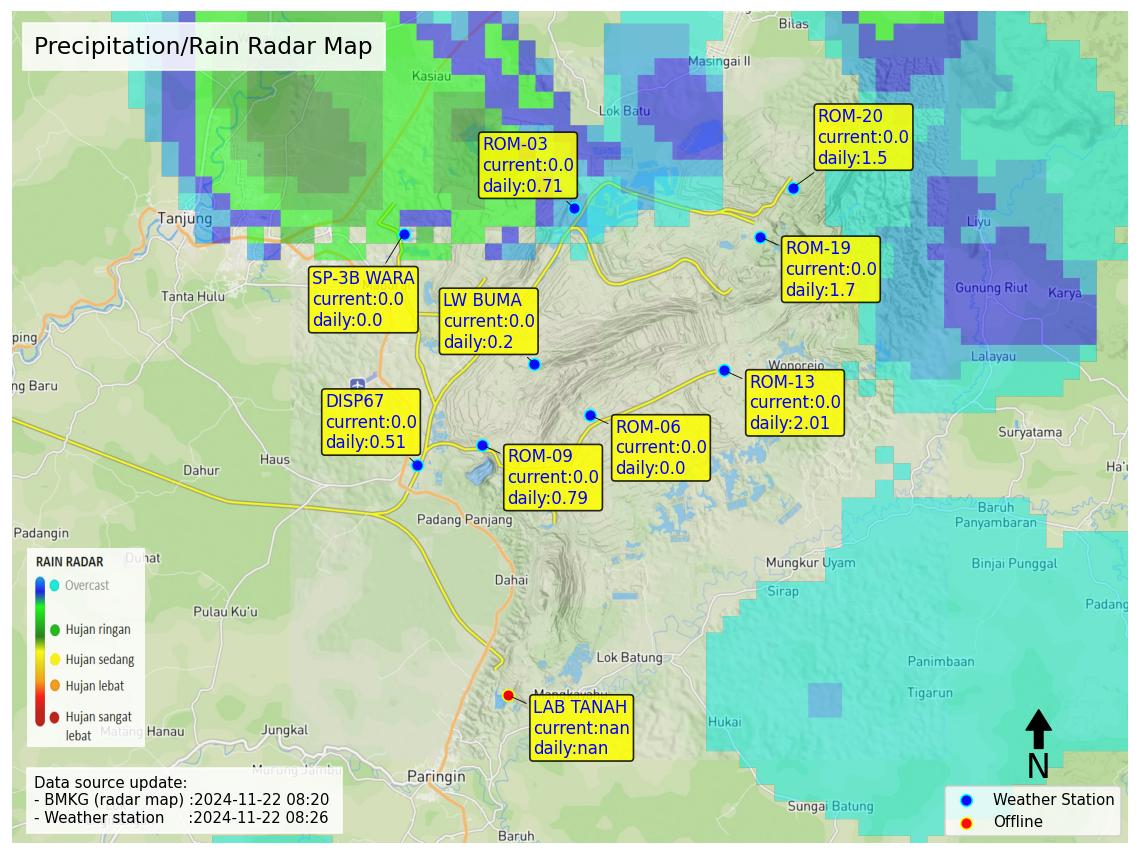 Precipitation/Rain Radar Map
Bilas
Masingai II
Kasiau
Lok Batu
ROM-20
current:0.0
daily:1.5
ROM-03
current:0.0
daily:0.71
Tanjung
Liyu
ROM-19
current:0.0
daily:1.7
SP-3B WARA
current:0.0
daily:0.0
Tanta Hulu
LW BUMA
current:0.0
daily:0.2
Gunung Riut
Karya
ping
Lalayau
Wonorejo
ng Baru
ROM-13
current:0.0
daily:2.01
DISP67
current:0.0
daily:0.51
ROM-06
current:0.0
daily:0.0
Suryatama
Haus
Dahur
ROM-09
current:0.0
daily:0.79
Ha'u
Padang Panjang
Baruh
Panyambaran
Padangin
Duhat
Mungkur Uyam
Binjai Punggal
RAIN RADAR
Overcast
Hujan ringan
Hujan sedang
Hujan lebat
Hujan sangat
lebat
Dahai
Sirap
Padang
Pulau Ku'u
Lok Batung
Panimbaan
Tigarun
LAB TANAH
current:nan
daily:nan
Hukai
Matang Hanau
Jungkal
Murung Jambu
Paringin
N
Data source update:
- BMKG (radar map) :2024-11-22 08:20
- Weather station :2024-11-22 08:26
Sungai Batung
Baruh
Weather Station
Offline